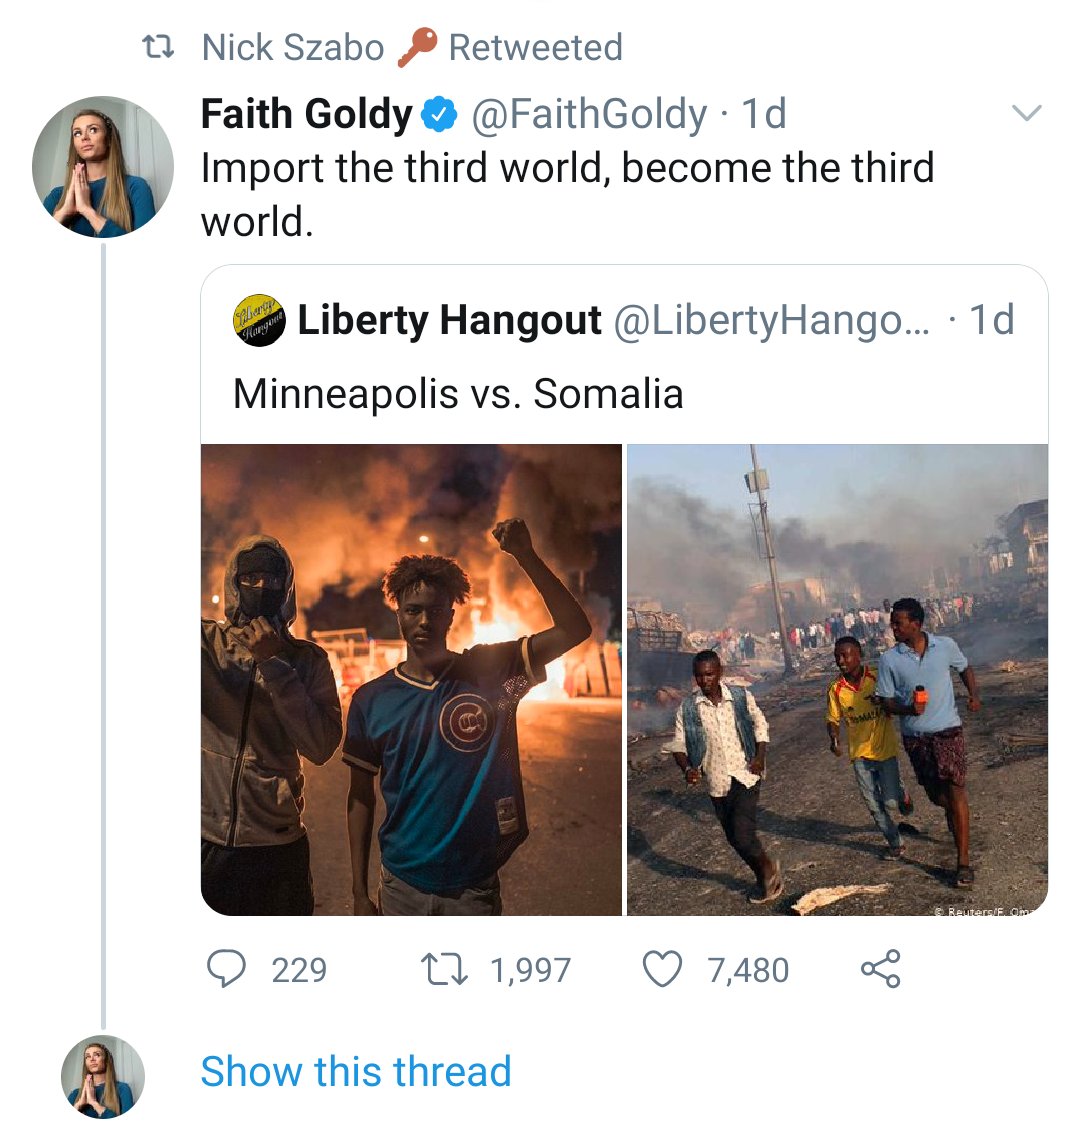 Nick Szabo Retweeted
Faith Goldy @FaithGoldy · 1d
Import the third world, become the third
world.
Liberty Hangout @LibertyHango... · 1d
Minneapolis vs. Somalia
© Reuters/F.
229 1,997 7,480
Show this thread